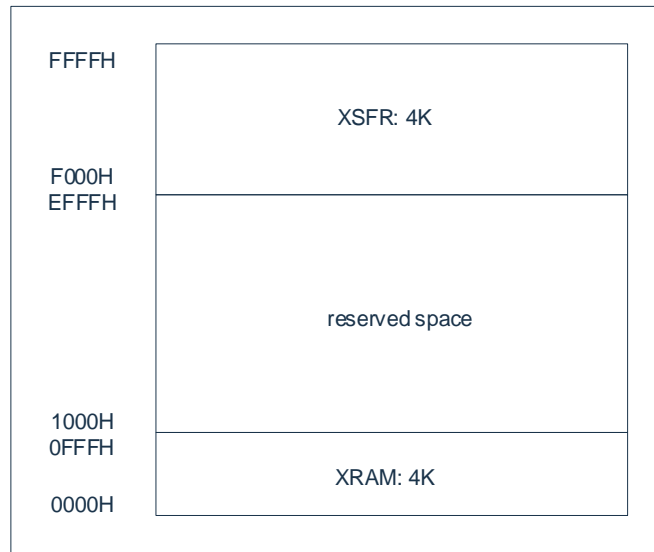 FFFFH
XSFR: 4K
F000H
EFFFH
reserved space
1000H
0FFFH
XRAM: 4K
0000H